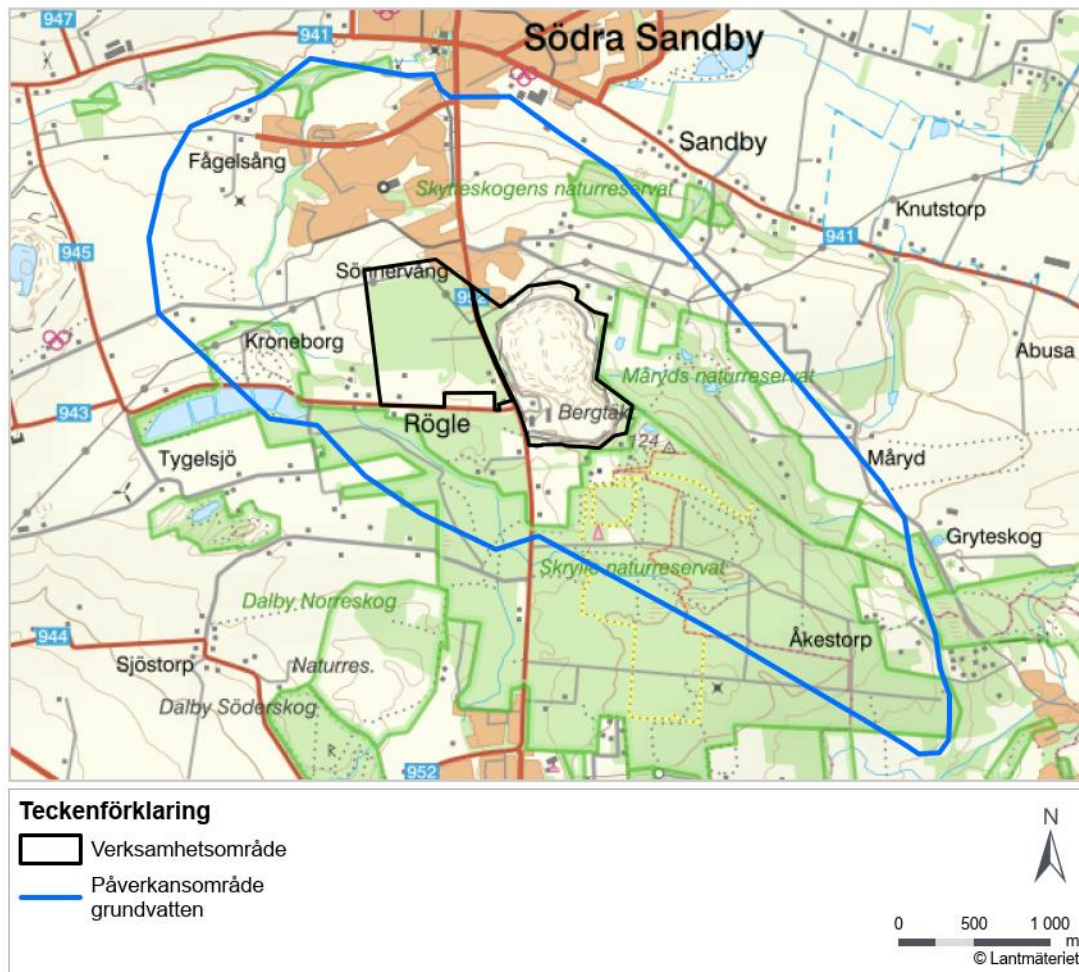 947
941
Södra Sandby
Fågelsång
Sandby
Skytteskogens naturreservat
Knutstorp
945
941
Sönnervång
952
Kroneborg
Abusa
Måryds naturreservat
943
Rögle
Bergtäkt
124
Tygelsjö
Måryd
Gryteskog
Skrylle naturreservat
Dalby Norreskog
944
Åkestorp
Sjöstorp
Naturres.
Dalby Söderskog
R
952
Teckenförklaring
Verksamhetsområde
Påverkansområde
grundvatten
N
0 500 1 000
m
© Lantmäteriet